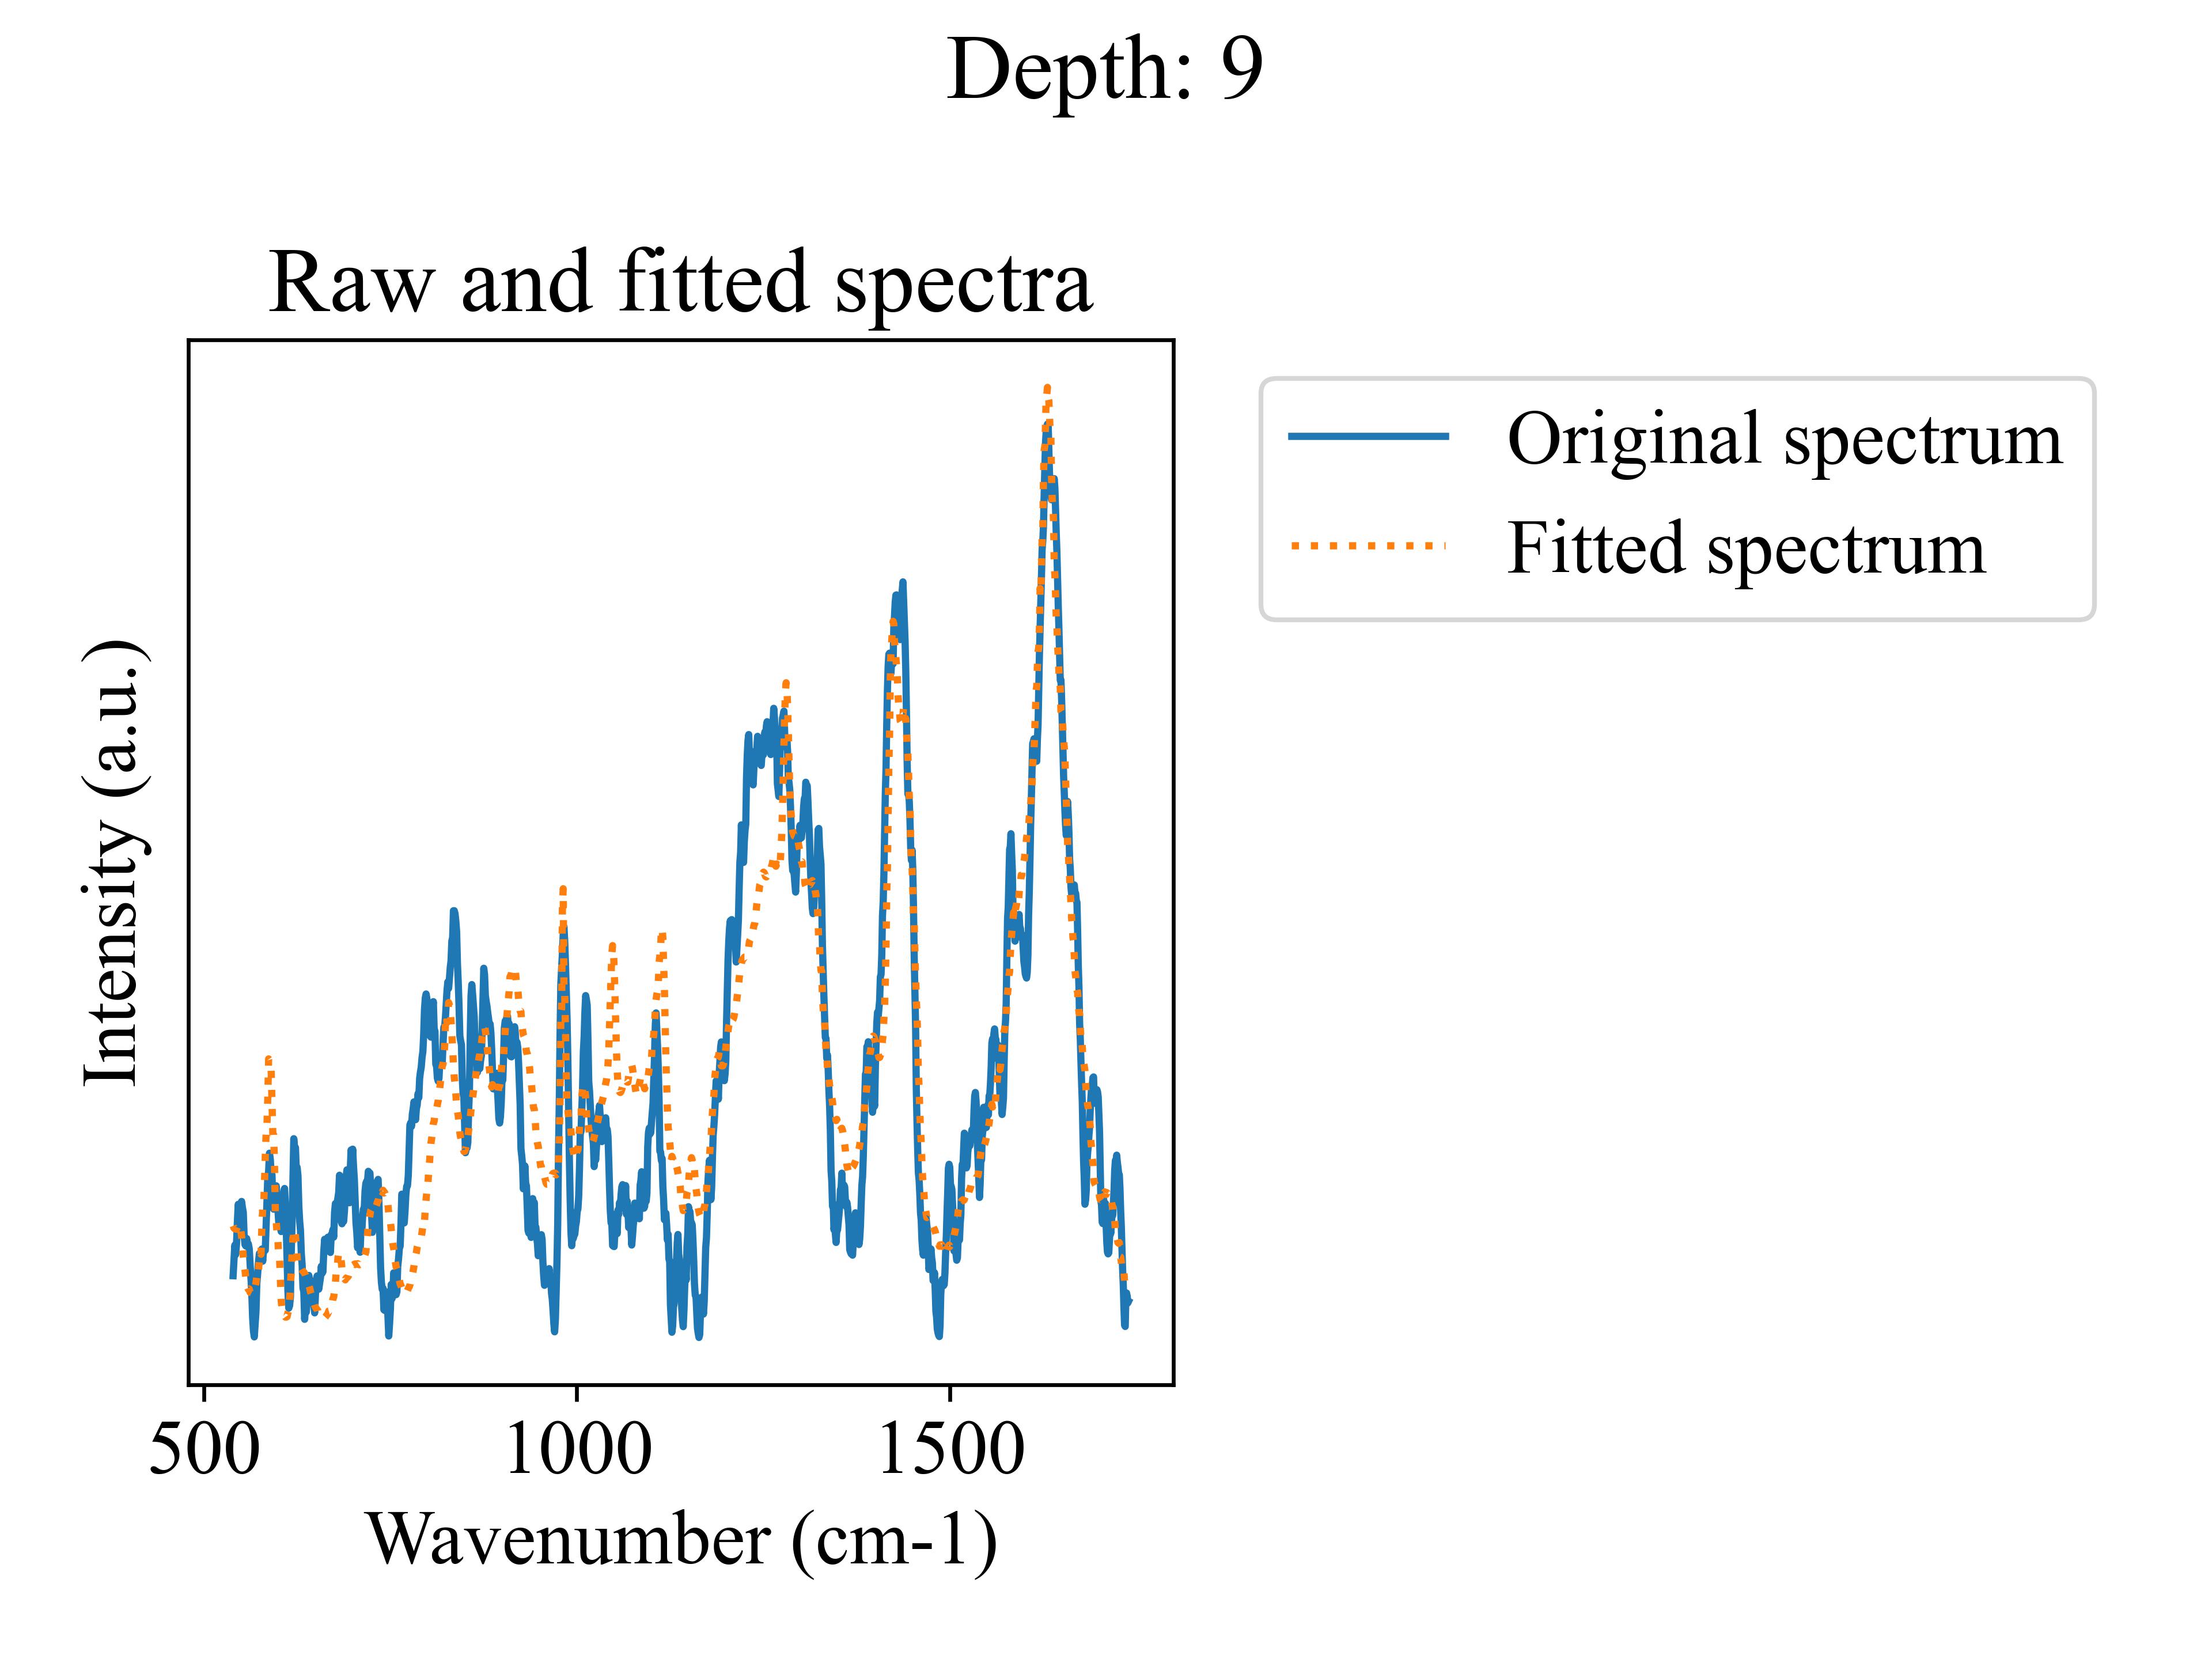 Depth: 9
Raw and fitted spectra
Original spectrum
Fitted spectrum
Intensity (a.u.)
500 1000 1500
Wavenumber (cm-1)